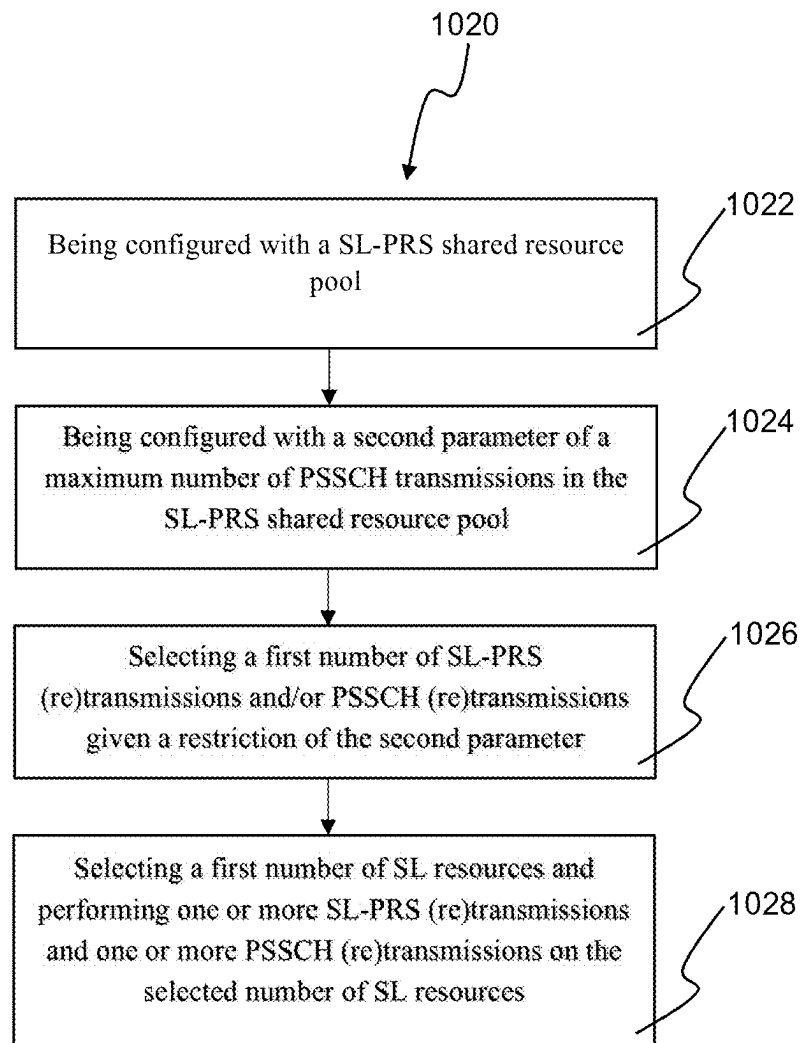 1020
1022
Being configured with a SL-PRS shared resource
pool
1024
Being configured with a second parameter of a
maximum number of PSSCH transmissions in the
SL-PRS shared resource pool
1026
Selecting a first number of SL-PRS
(re)transmissions and/or PSSCH (re)transmissions
given a restriction of the second parameter
1028
Selecting a first number of SL resources and
performing one or more SL-PRS (re)transmissions
and one or more PSSCH (re)transmissions on the
selected number of SL resources